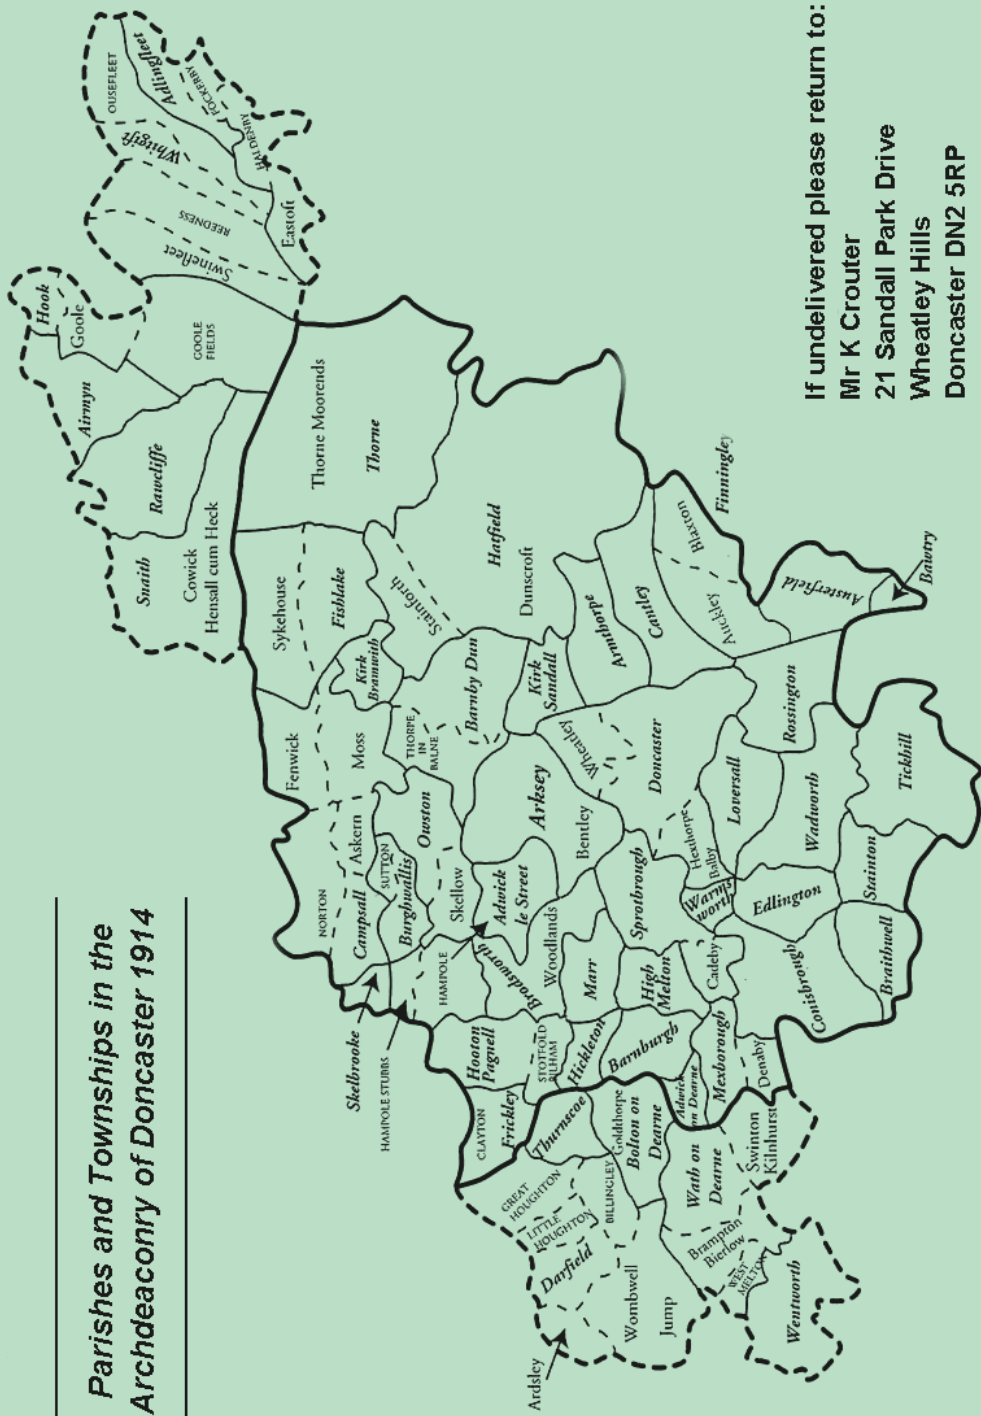 Parishes and Townships in the
Archdeaconry of Doncaster 1914
OUSEFLEET
Adlingfleet
FOCKERBY
HALDENBY
Whitgift
REEDNESS
Eastoft
Swinefleet
Hook
Goole
GOOLE
FIELDS
Airmyn
Rawcliffe
Snaith
Cowick
Hensall cum Heck
Thorne Moorends
Thorne
Sykehouse
Fishlake
Stainforth
Hatfield
Dunscroft
Kirk
Bramwith
Fenwick
Moss
THORPE
IN
BALNE
Barnby Dun
Kirk
Sandall
Armthorpe
Cantley
Blaxton
Finningley
Auckley
Austerfield
Bawtry
NORTON
Askern
Campsall
SUTTON
Burghwallis
Owston
Skellow
Skelbrooke
HAMPOLE STUBBS
HAMPOLE
Adwick
le Street
Arksey
Bentley
Wheatley
Doncaster
Hexthorpe
Balby
Loversall
Rossington
Wadworth
Tickhill
Brodsworth
Woodlands
Marr
Sprotbrough
High
Melton
Cadeby
Warms
worth
Edlington
Stainton
Braithwell
Conisbrough
Hooton
Pagnell
STOTFOLD
BILHAM
Hickleton
Barnburgh
Mexborough
Denaby
CLAYTON
Frickley
Thurnscoe
Goldthorpe
Bolton on
Dearne
Adwick
on Dearne
Wath on
Dearne
Swinton
Kilnhurst
GREAT
HOUGHTON
LITTLE
HOUGHTON
BILLINGLEY
Darfield
Wombwell
Jump
Brampton
Bierlow
WEST
MELTON
Wentworth
Ardsley
If undelivered please return to:
Mr K Crouter
21 Sandall Park Drive
Wheatley Hills
Doncaster DN2 5RP